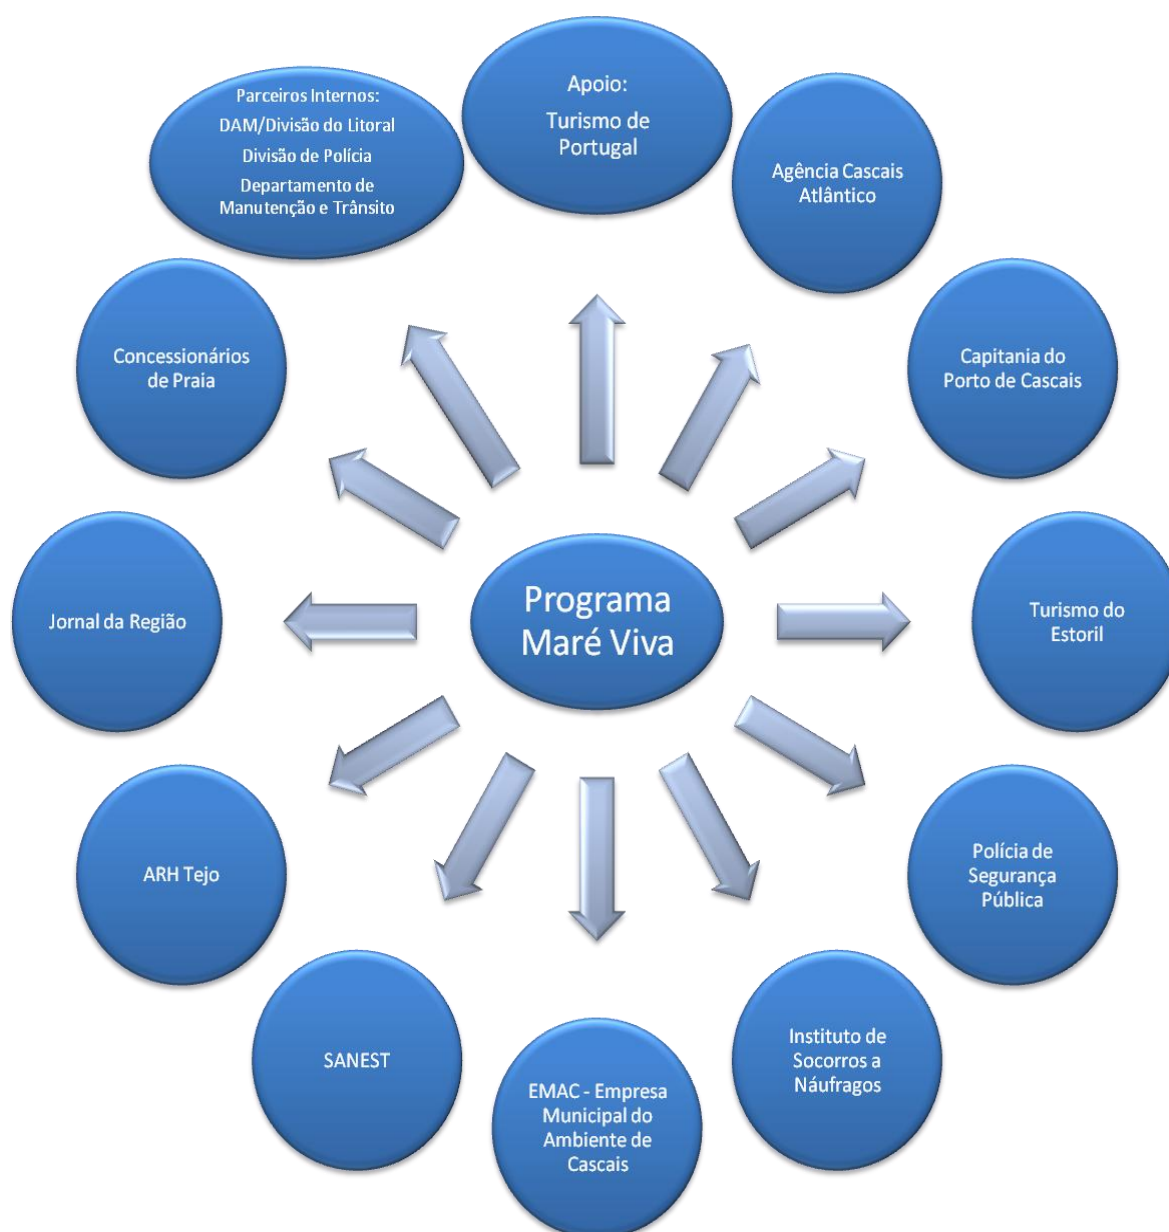 Parceiros Internos:
DAM/Divisão do Litoral
Divisão de Polícia
Departamento de
Manutenção e Trânsito
Apoio:
Turismo de
Portugal
Agência Cascais
Atlântico
Concessionários
de Praia
Capitania do
Porto de Cascais
Programa
Maré Viva
Jornal da Região
Turismo do
Estoril
ARH Tejo
Polícia de
Segurança
Pública
SANEST
EMAC - Empresa
Municipal do
Ambiente de
Cascais
Instituto de
Socorros a
Náufragos